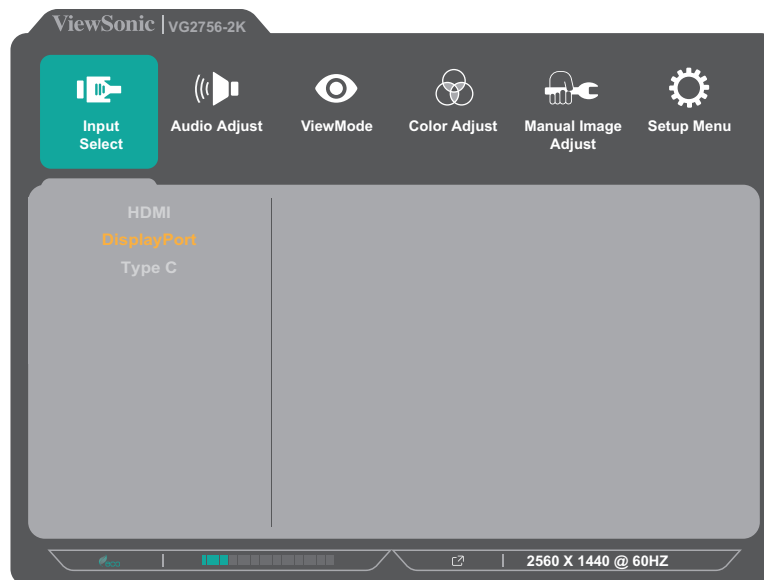 ViewSonic | VG2756-2K
Input
Select
Audio Adjust
ViewMode
Color Adjust
Manual Image
Adjust
Setup Menu
HDMI
DisplayPort
Type C
eco
2560 X 1440 @ 60HZ